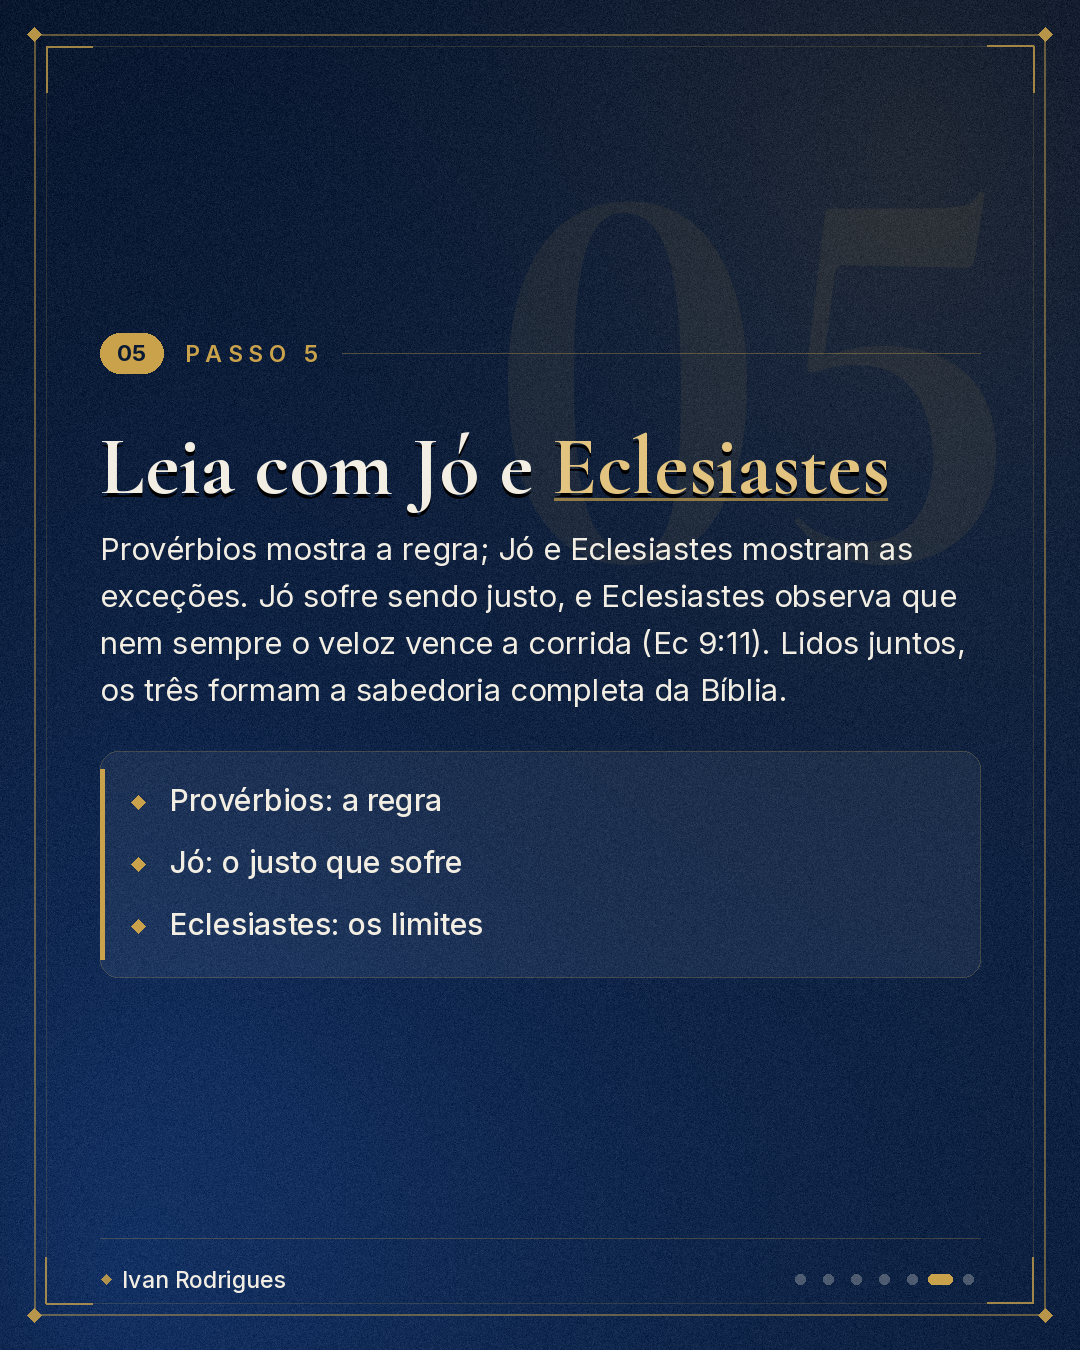 05
05 PASSO 5
Leia com Jó e Eclesiastes
Provérbios mostra a regra; Jó e Eclesiastes mostram as
exceções. Jó sofre sendo justo, e Eclesiastes observa que
nem sempre o veloz vence a corrida (Ec 9:11). Lidos juntos,
os três formam a sabedoria completa da Bíblia.
Provérbios: a regra
Jó: o justo que sofre
Eclesiastes: os limites
Ivan Rodrigues